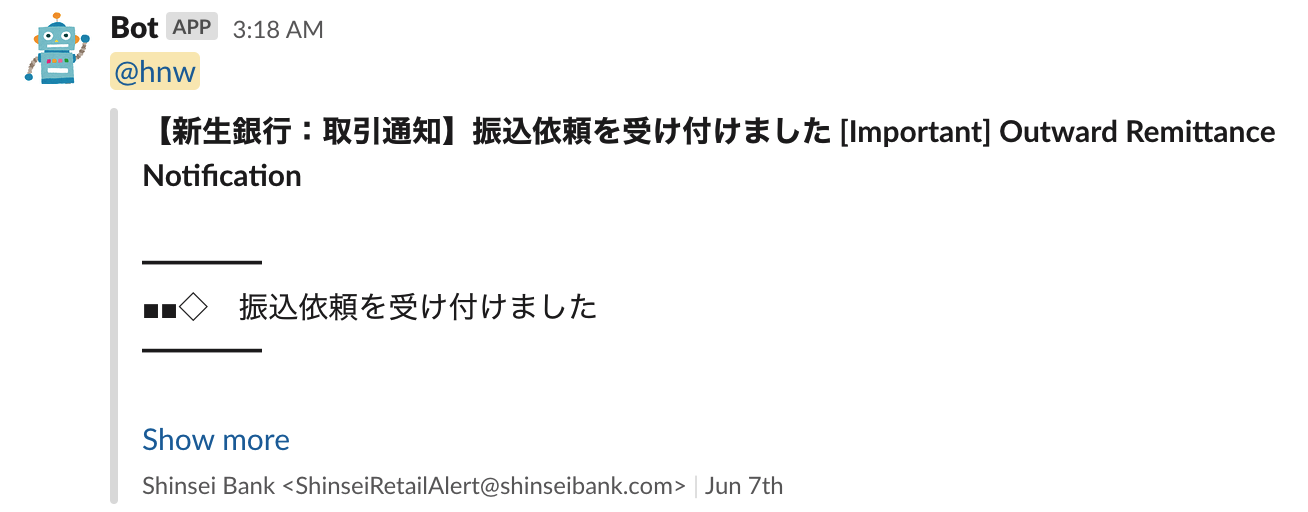 Bot APP 3:18 AM
@hnw
【新生銀行：取引通知】振込依頼を受け付けました [Important] Outward Remittance
Notification
■■◇　振込依頼を受け付けました
Show more
Shinsei Bank <ShinseiRetailAlert@shinseibank.com> | Jun 7th